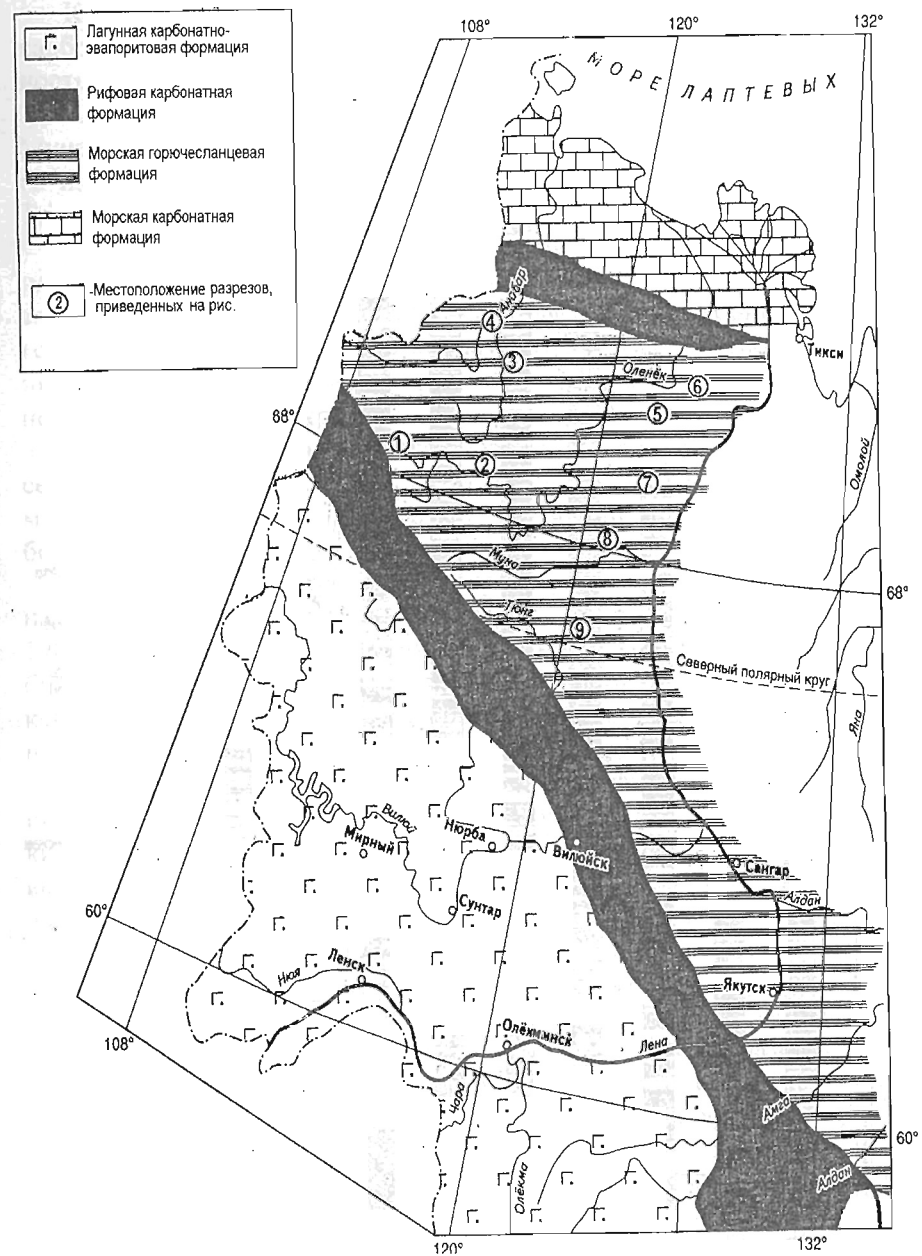 Лагунная карбонатно-
эвапоритовая формация
Рифовая карбонатная
формация
Морская горючесланцевая
формация
Морская карбонатная
формация
2
-Местоположение разрезов,
приведенных на рис.
108°
120°
132°
МОРЕ ЛАПТЕВЫХ
Анабар
4
3
Тикси
Оленёк
6
5
68°
1
2
7
Омолой
8
Муна
68°
Тюнг
9
Северный полярный круг
Яна
Вилюй
Нюрба
Мирный
Вилюйск
Сангар
Алдан
Сунтар
60°
Ленск
Нюя
Якутск
Олёкминск
Лена
108°
Чара
Амга
60°
Алдан
Олёкма
120°
132°